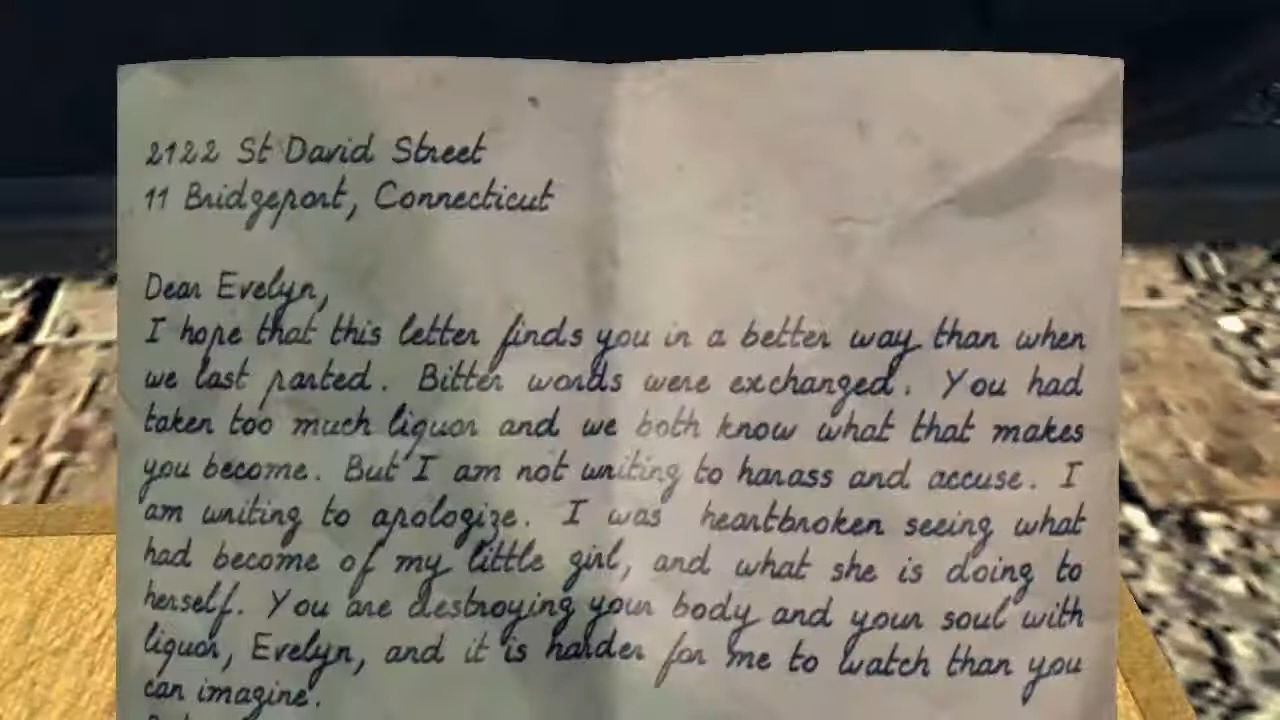 2122 St David Street
11 Bridgeport, Connecticut
Dear Evelyn,
I hope that this letter finds you in a better way than when
we last parted. Bitter words were exchanged. You had
taken too much liquor and we both know what that makes
you become. But I am not writing to harass and accuse. I
am writing to apologize. I was heartbroken seeing what
had become of my little girl, and what she is doing to
herself. You are destroying your body and your soul with
liquor, Evelyn, and it is harder for me to watch than you
can imagine.